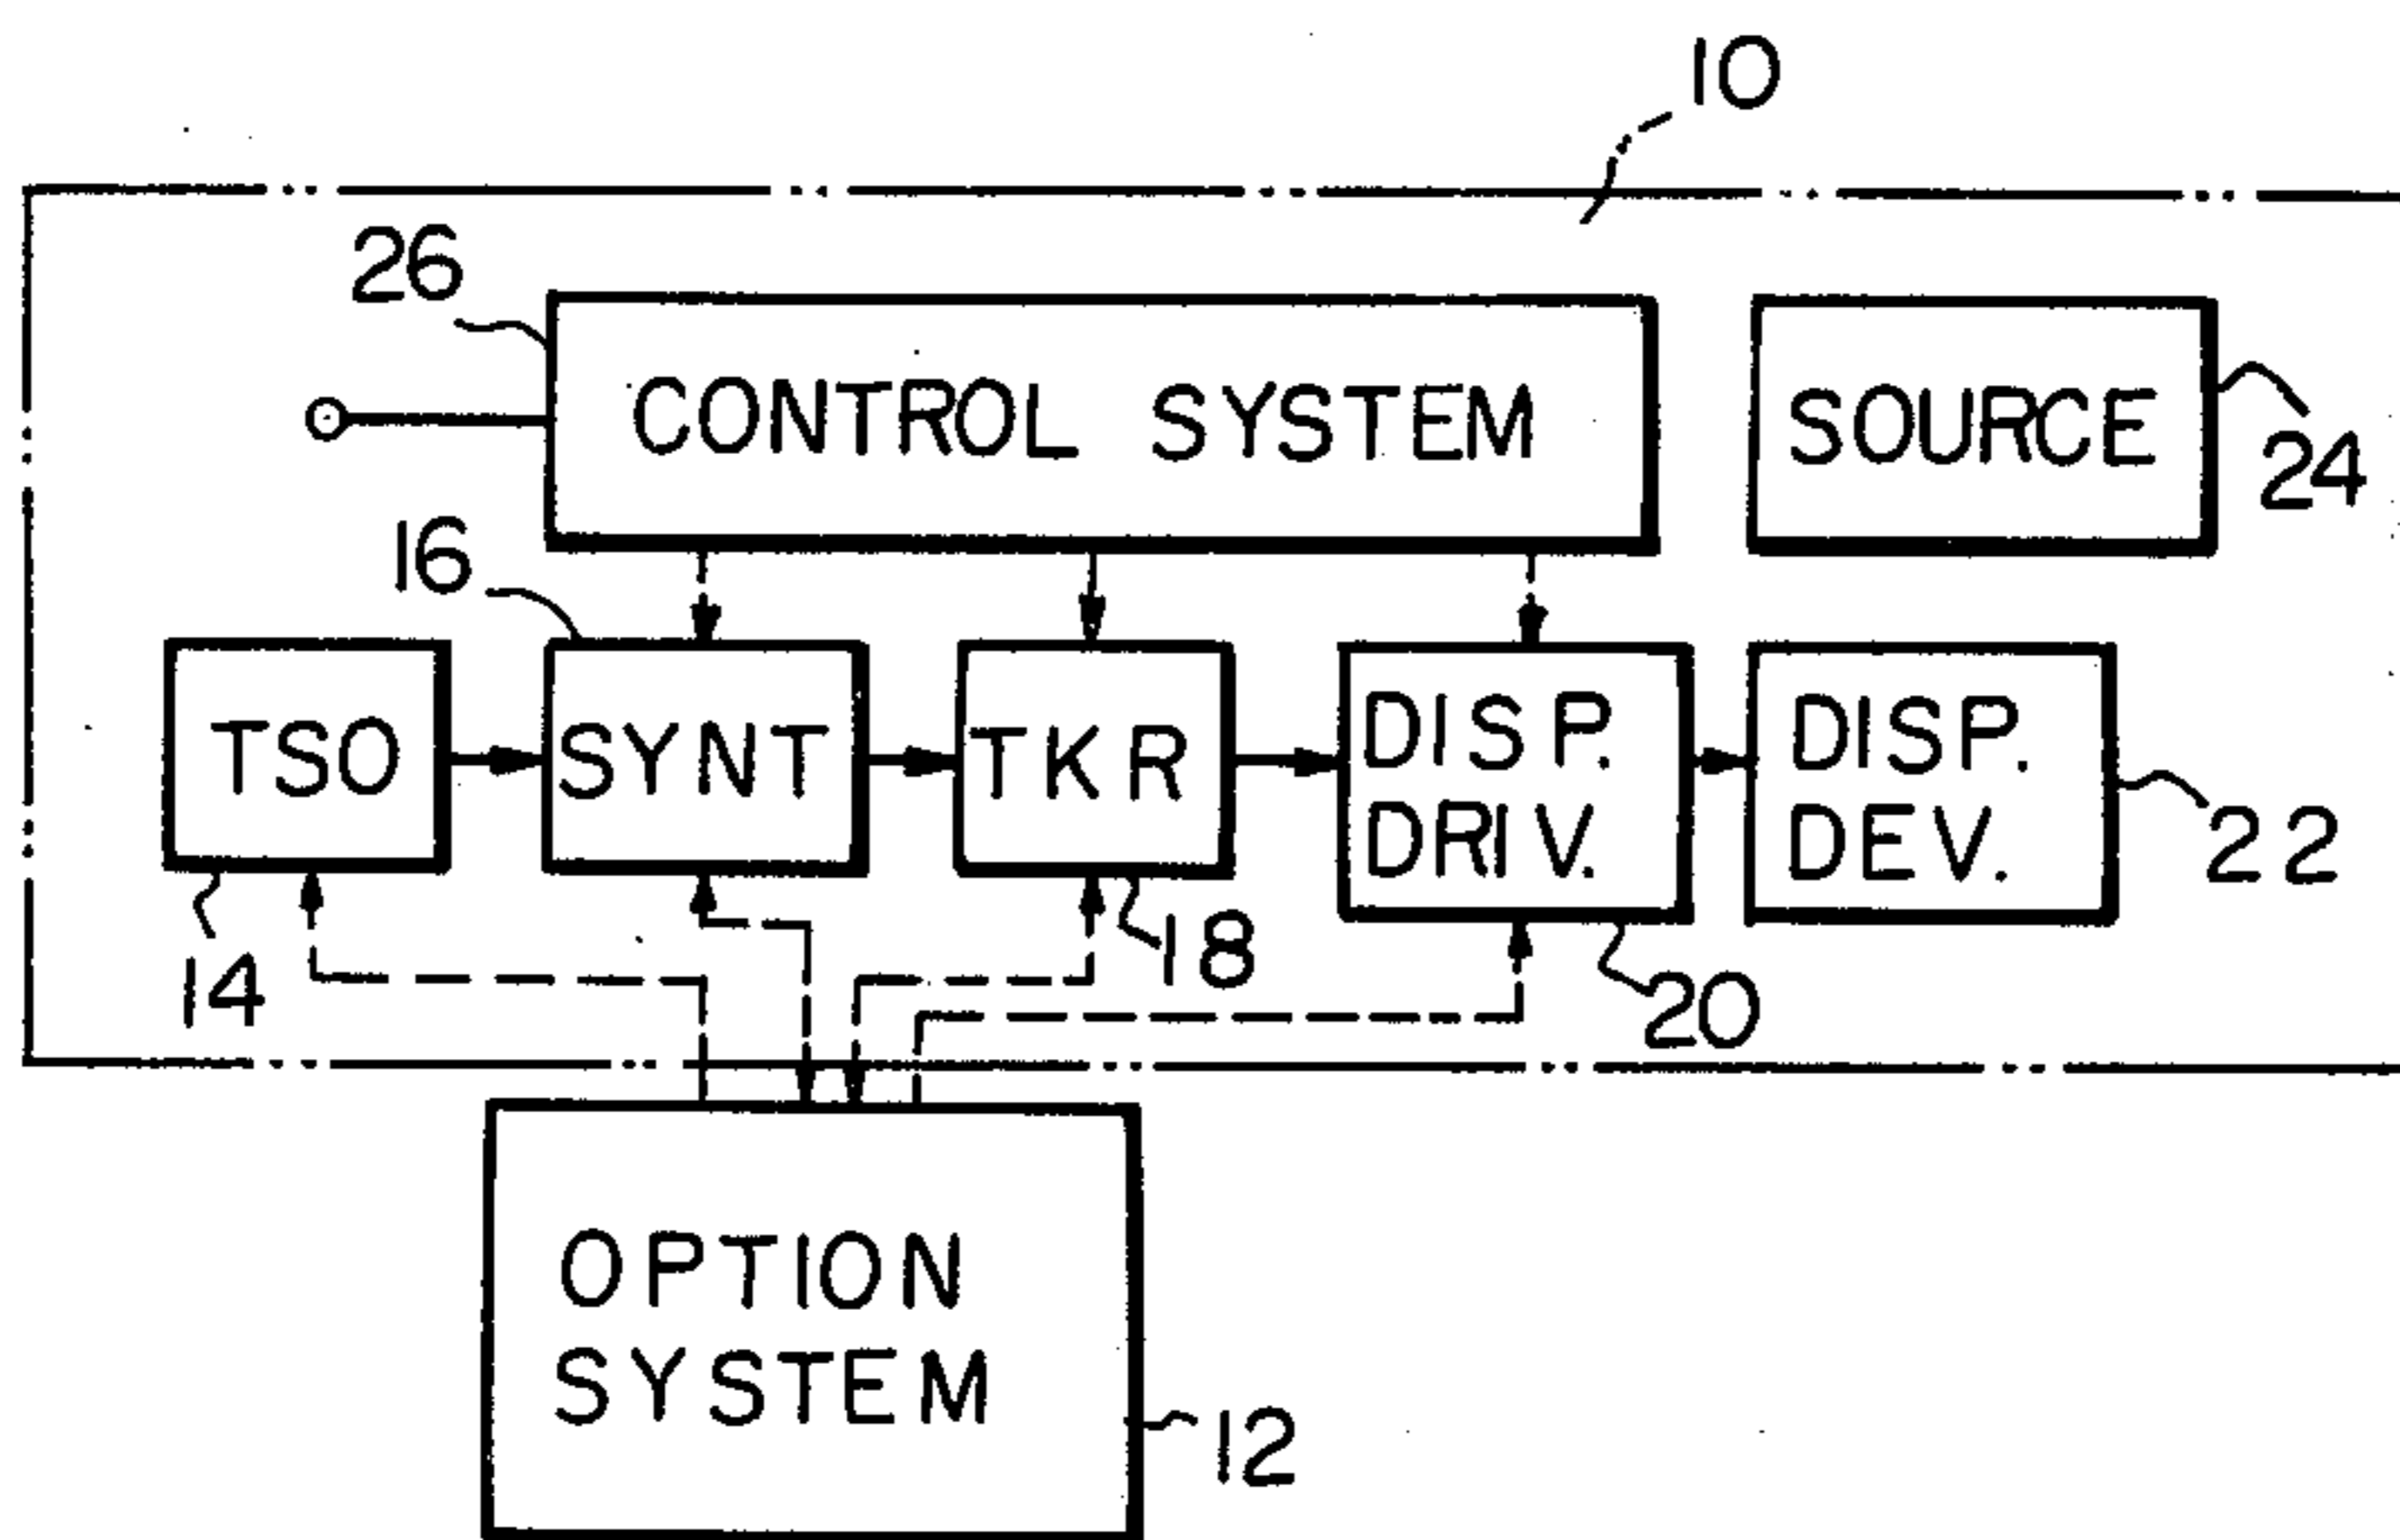 10
26
CONTROL SYSTEM
SOURCE
24
16
TSO
SYNT
TKR
DISP.
DRIV.
DISP.
DEV.
22
14
18
20
OPTION
SYSTEM
12